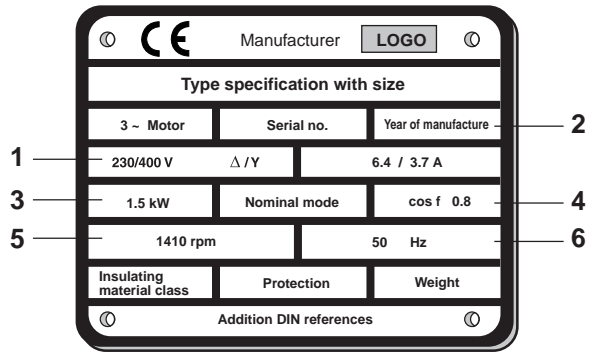 CE Manufacturer LOGO
Type specification with size
3 ~ Motor Serial no. Year of manufacture 2
1 230/400 V Δ / Y 6.4 / 3.7 A
3 1.5 kW Nominal mode cos f 0.8 4
5 1410 rpm 50 Hz 6
Insulating
material class Protection Weight
Addition DIN references